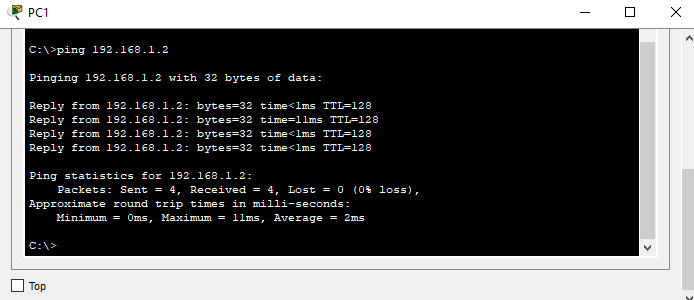 PC1
C:\>ping 192.168.1.2
Pinging 192.168.1.2 with 32 bytes of data:
Reply from 192.168.1.2: bytes=32 time<1ms TTL=128
Reply from 192.168.1.2: bytes=32 time=11ms TTL=128
Reply from 192.168.1.2: bytes=32 time<1ms TTL=128
Reply from 192.168.1.2: bytes=32 time<1ms TTL=128
Ping statistics for 192.168.1.2:
Packets: Sent = 4, Received = 4, Lost = 0 (0% loss),
Approximate round trip times in milli-seconds:
Minimum = 0ms, Maximum = 11ms, Average = 2ms
C:\>
Top